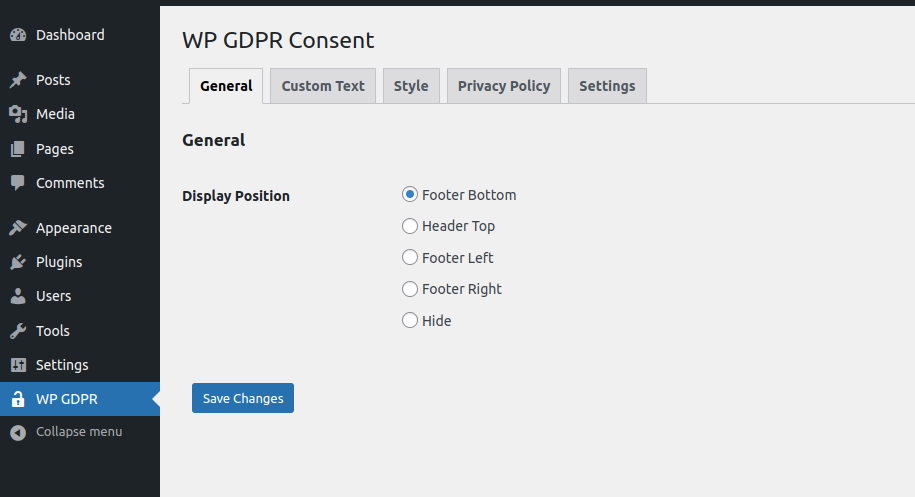 Dashboard
Posts
Media
Pages
Comments
Appearance
Plugins
Users
Tools
Settings
WP GDPR
Collapse menu
WP GDPR Consent
General Custom Text Style Privacy Policy Settings
General
Display Position
Footer Bottom
Header Top
Footer Left
Footer Right
Hide
Save Changes